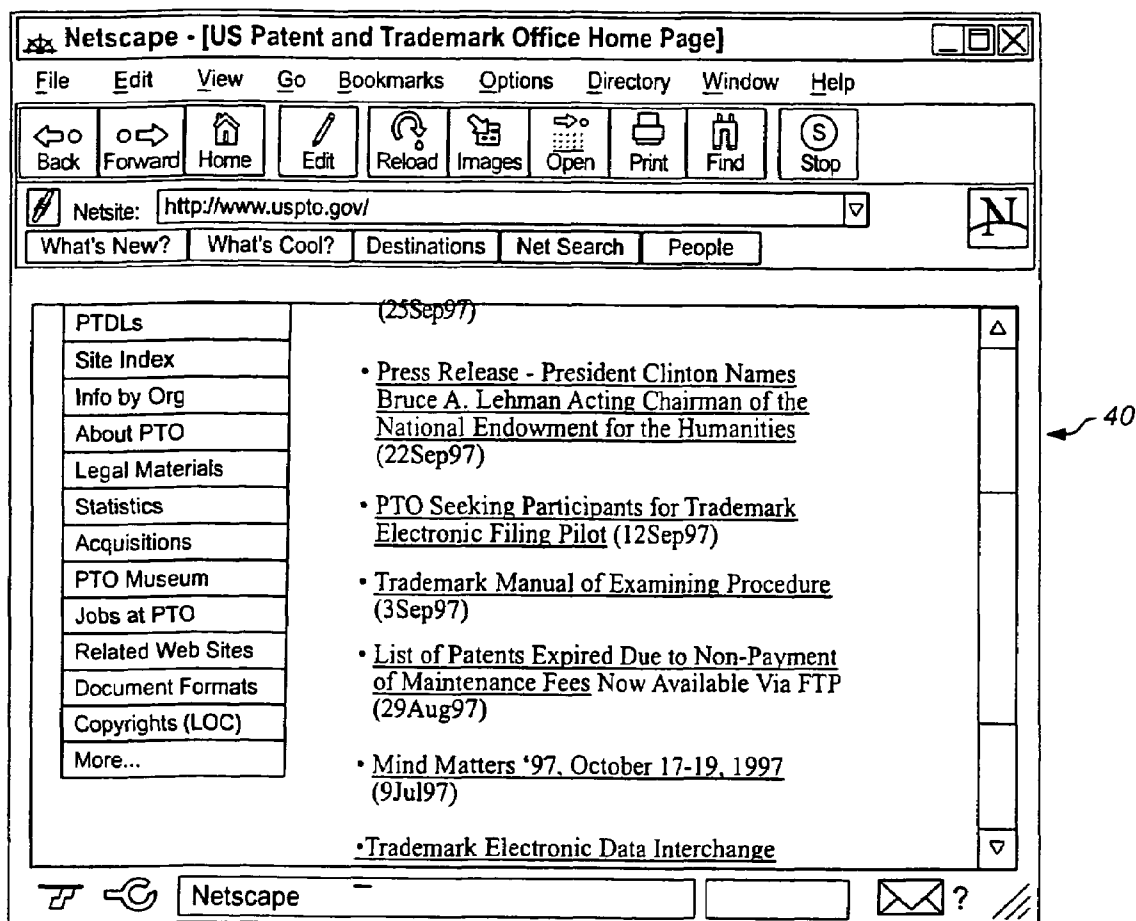 Netscape - [US Patent and Trademark Office Home Page]
File Edit View Go Bookmarks Options Directory Window Help
Back Forward Home Edit Reload Images Open Print Find S Stop
Netsite: http://www.uspto.gov/
N
What's New? What's Cool? Destinations Net Search People
PTDLs
Site Index
Info by Org
About PTO
Legal Materials
Statistics
Acquisitions
PTO Museum
Jobs at PTO
Related Web Sites
Document Formats
Copyrights (LOC)
More...
(25Sep97)
• Press Release - President Clinton Names
Bruce A. Lehman Acting Chairman of the
National Endowment for the Humanities
(22Sep97)
• PTO Seeking Participants for Trademark
Electronic Filing Pilot (12Sep97)
• Trademark Manual of Examining Procedure
(3Sep97)
• List of Patents Expired Due to Non-Payment
of Maintenance Fees Now Available Via FTP
(29Aug97)
• Mind Matters '97, October 17-19, 1997
(9Jul97)
•Trademark Electronic Data Interchange
40
Netscape
?